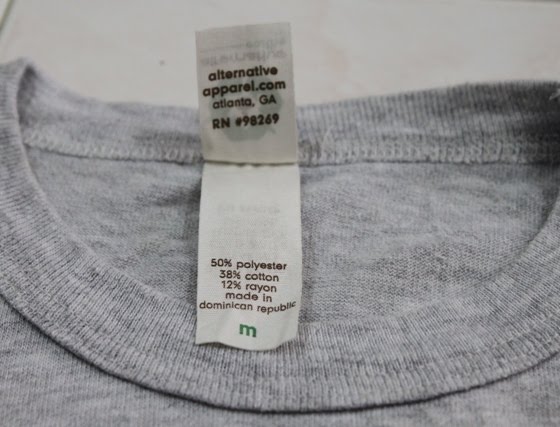 alternative
apparel.com
atlanta, GA
RN #98269
50% polyester
38% cotton
12% rayon
made in
dominican republic
m